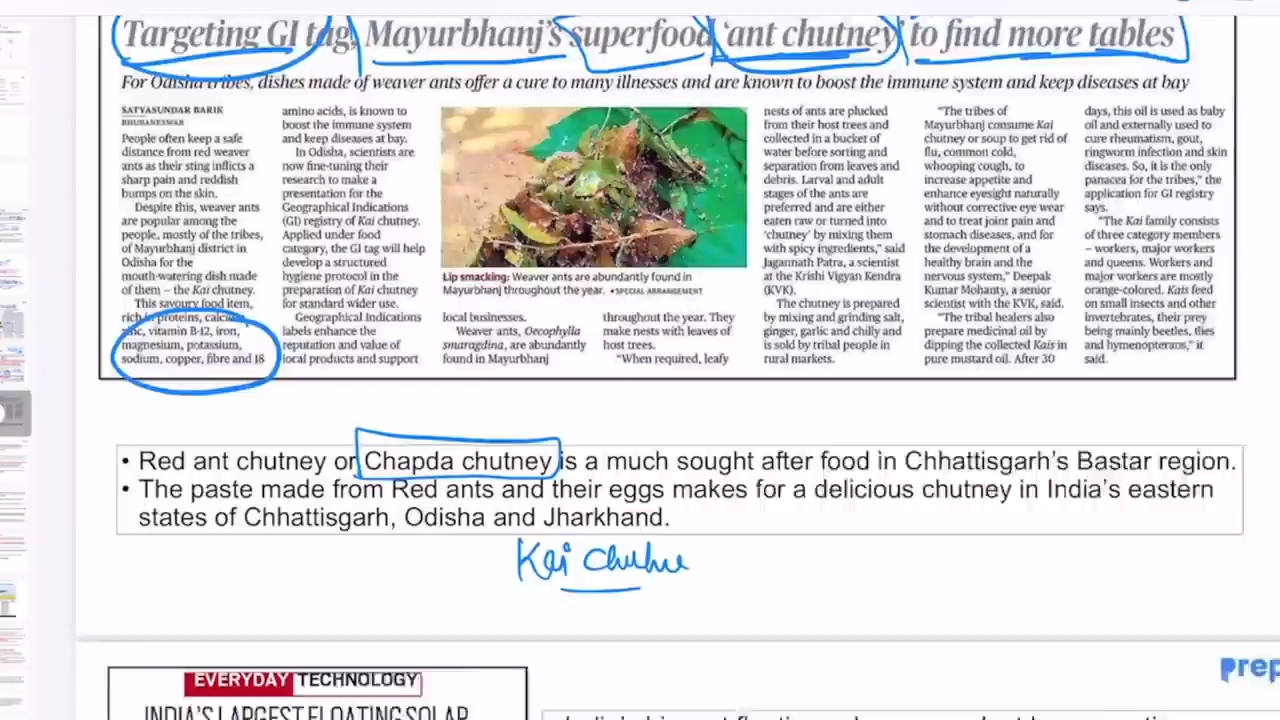 Targeting GI tag, Mayurbhanj's superfood 'ant chutney' to find more tables
For Odisha tribes, dishes made of weaver ants offer a cure to many illnesses and are known to boost the immune system and keep diseases at bay
SATYASUNDAR BARIK
BHUBANESWAR
People often keep a safe
distance from red weaver
ants as their sting inflicts a
sharp pain and reddish
bumps on the skin.
Despite this, weaver ants
are popular among the
people, mostly of the tribes,
of Mayurbhanj district in
Odisha for the
mouth-watering dish made
of them – the Kai chutney.
This savoury food item,
rich in proteins, calcium,
zinc, vitamin B-12, iron,
magnesium, potassium,
sodium, copper, fibre and 18
amino acids, is known to
boost the immune system
and keep diseases at bay.
In Odisha, scientists are
now fine-tuning their
research to make a
presentation for the
Geographical Indications
(GI) registry of Kai chutney.
Applied under food
category, the GI tag will help
develop a structured
hygiene protocol in the
preparation of Kai chutney
for standard wider use.
Geographical Indications
labels enhance the
reputation and value of
local products and support
Lip smacking: Weaver ants are abundantly found in
Mayurbhanj throughout the year. •SPECIAL ARRANGEMENT
local businesses.
Weaver ants, Oecophylla
smaragdina, are abundantly
found in Mayurbhanj
throughout the year. They
make nests with leaves of
host trees.
"When required, leafy
nests of ants are plucked
from their host trees and
collected in a bucket of
water before sorting and
separation from leaves and
debris. Larval and adult
stages of the ants are
preferred and are either
eaten raw or turned into
'chutney' by mixing them
with spicy ingredients," said
Jagannath Patra, a scientist
at the Krishi Vigyan Kendra
(KVK).
The chutney is prepared
by mixing and grinding salt,
ginger, garlic and chilly and
is sold by tribal people in
rural markets.
"The tribes of
Mayurbhanj consume Kai
chutney or soup to get rid of
flu, common cold,
whooping cough, to
increase appetite and
enhance eyesight naturally
without corrective eye wear
and to treat joint pain and
stomach diseases, and for
the development of a
healthy brain and the
nervous system," Deepak
Kumar Mohanty, a senior
scientist with the KVK, said.
"The tribal healers also
prepare medicinal oil by
dipping the collected Kais in
pure mustard oil. After 30
days, this oil is used as baby
oil and externally used to
cure rheumatism, gout,
ringworm infection and skin
diseases. So, it is the only
panacea for the tribes," the
application for GI registry
says.
"The Kai family consists
of three category members
– workers, major workers
and queens. Workers and
major workers are mostly
orange-colored. Kais feed
on small insects and other
invertebrates, their prey
being mainly beetles, flies
and hymenopterans," it
said.
• Red ant chutney or Chapda chutney is a much sought after food in Chhattisgarh's Bastar region.
• The paste made from Red ants and their eggs makes for a delicious chutney in India's eastern
states of Chhattisgarh, Odisha and Jharkhand.
Kai
prep
EVERYDAY TECHNOLOGY
INDIA'S LARGEST FLOATING SOLAR